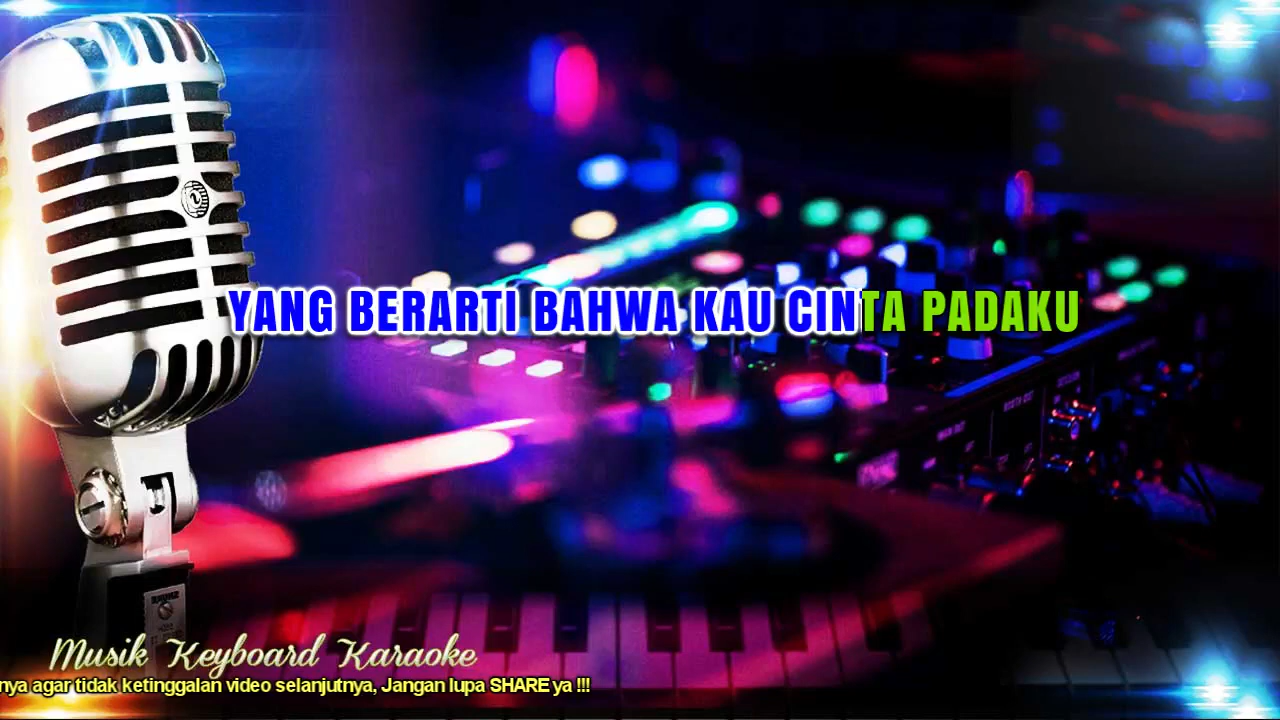 YANG BERARTI BAHWA KAU CINTA PADAKU
Musik Keyboard Karaoke
nya agar tidak ketinggalan video selanjutnya, Jangan lupa SHARE ya !!!